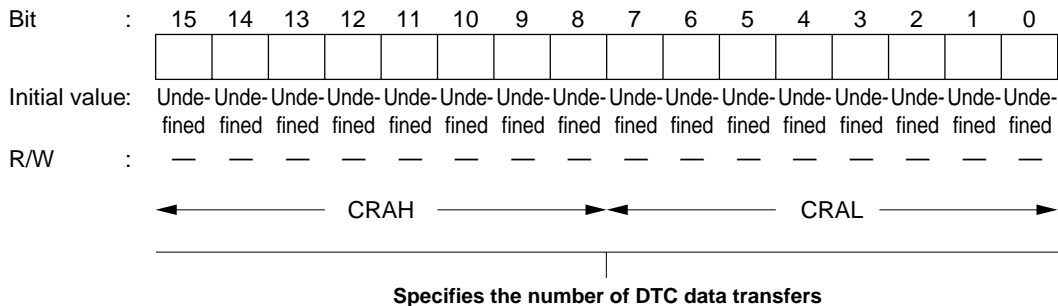 Bit : 15 14 13 12 11 10 9 8 7 6 5 4 3 2 1 0
Initial value: Unde- Unde- Unde- Unde- Unde- Unde- Unde- Unde- Unde- Unde- Unde- Unde- Unde- Unde- Unde- Unde-
fined fined fined fined fined fined fined fined fined fined fined fined fined fined fined fined
R/W : — — — — — — — — — — — — — — — —
CRAH CRAL
Specifies the number of DTC data transfers